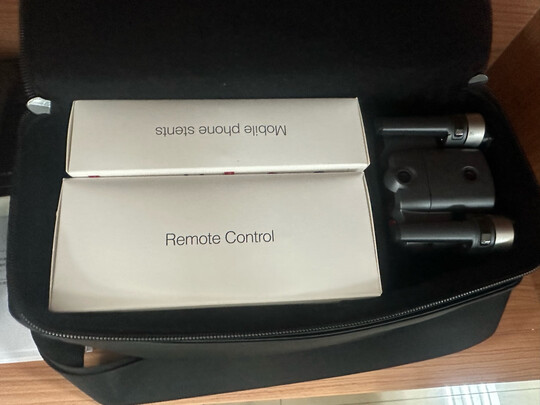 Mobile phone stents
Remote Control